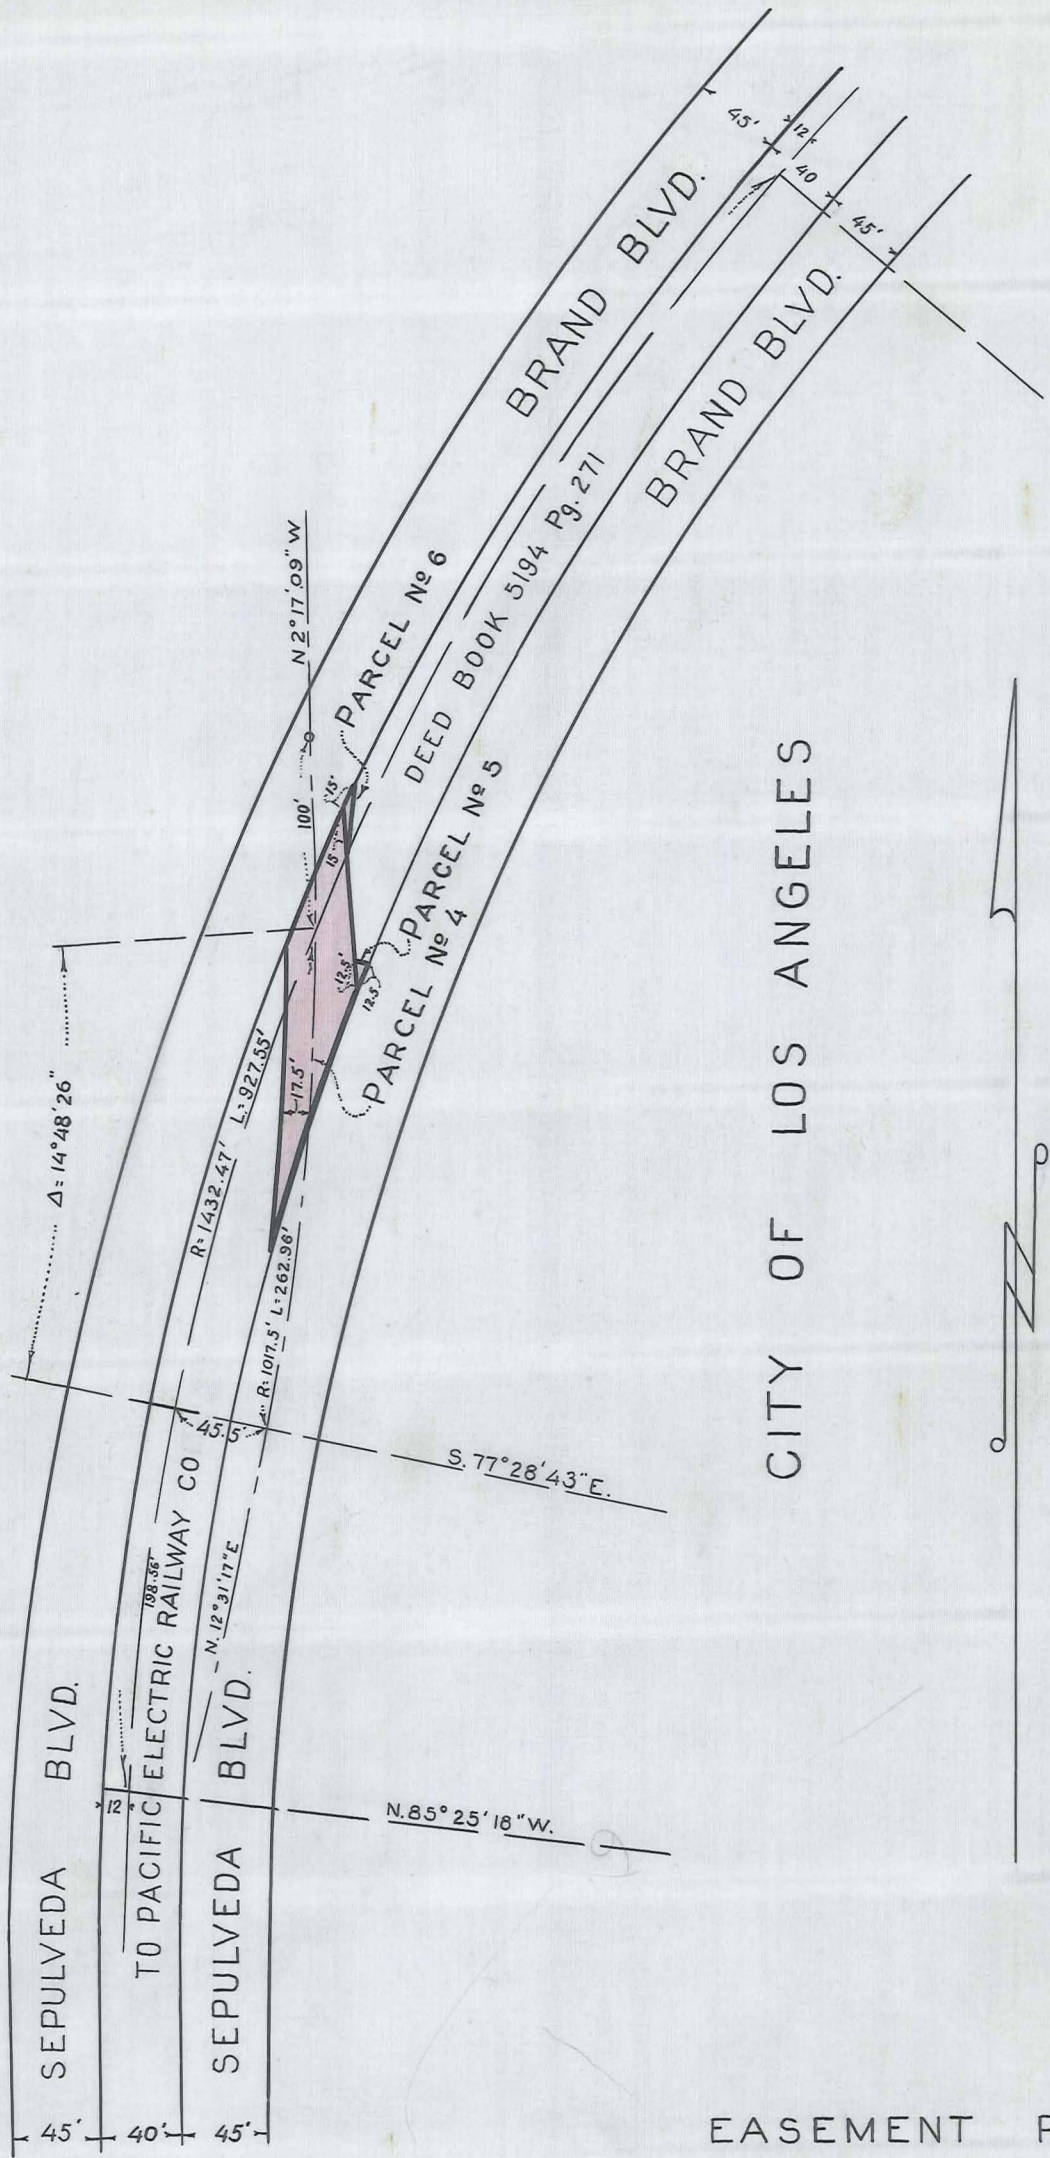 BRAND BLVD.
45'
12
40
45'
BRAND BLVD.
DEED BOOK 5194 Pg. 271
N 2° 17' 09" W
PARCEL Nº 6
100'
15'
15'
12.5'
12.5
PARCEL Nº 5
PARCEL Nº 4
17.5'
Δ= 14° 48' 26"
R= 1432.47' L= 927.55'
R= 1017.5' L= 262.96'
45.5'
S. 77° 28' 43" E.
198.56'
N. 12° 31' 17" E
TO PACIFIC ELECTRIC RAILWAY CO
SEPULVEDA BLVD.
SEPULVEDA BLVD.
12
N. 85° 25' 18" W.
45' 40' 45'
CITY OF LOS ANGELES
N
EASEMENT